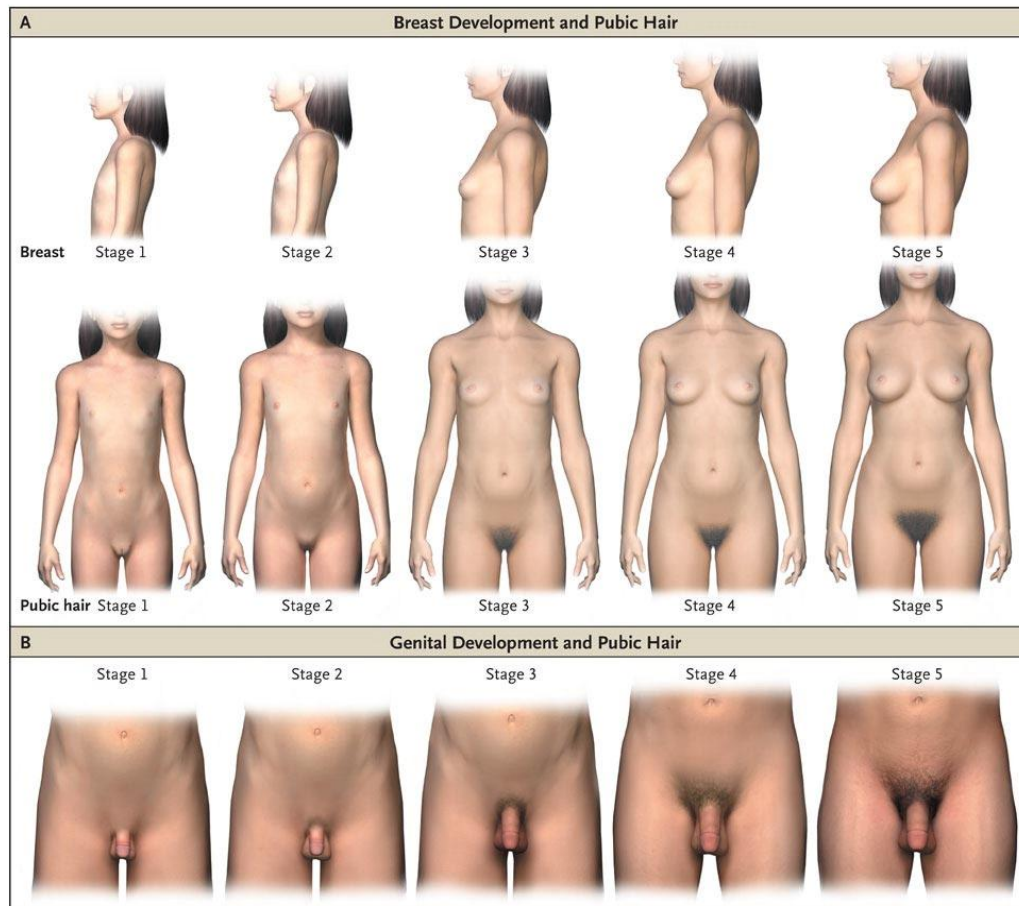 A Breast Development and Pubic Hair
Breast Stage 1 Stage 2 Stage 3 Stage 4 Stage 5
Pubic hair Stage 1 Stage 2 Stage 3 Stage 4 Stage 5
B Genital Development and Pubic Hair
Stage 1 Stage 2 Stage 3 Stage 4 Stage 5